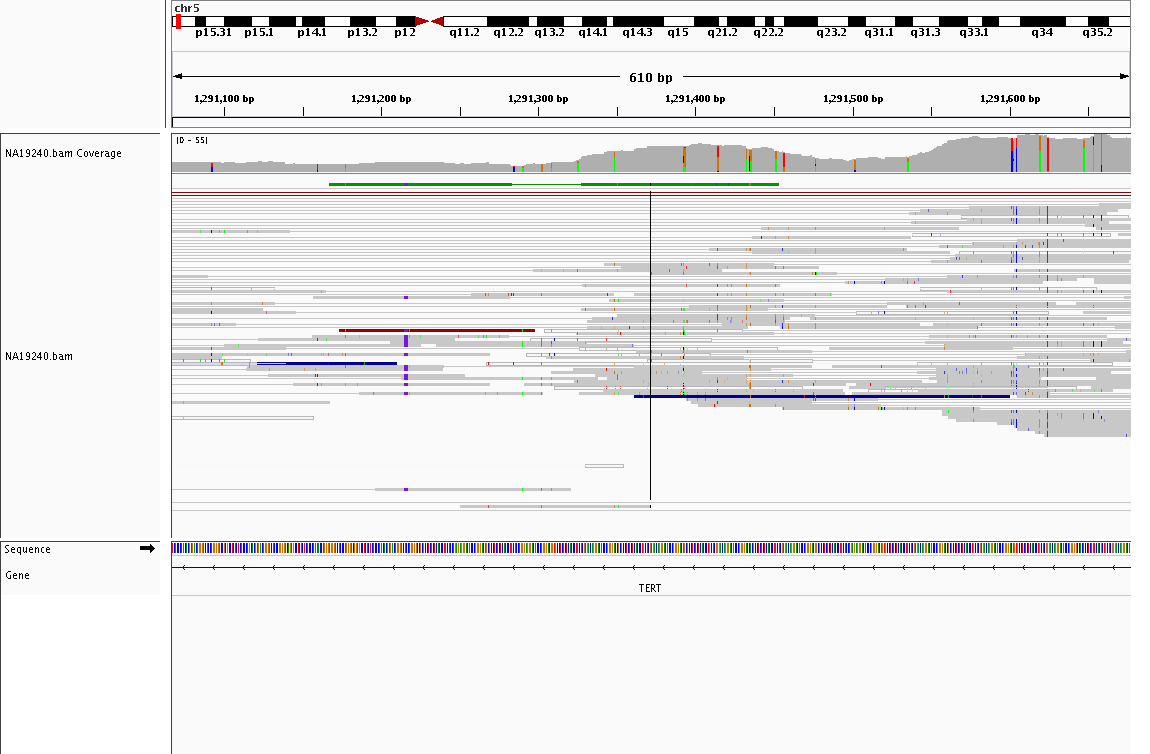 chr5
p15.31 p15.1 p14.1 p13.2 p12 q11.2 q12.2 q13.2 q14.1 q14.3 q15 q21.2 q22.2 q23.2 q31.1 q31.3 q33.1 q34 q35.2
610 bp
1,291,100 bp 1,291,200 bp 1,291,300 bp 1,291,400 bp 1,291,500 bp 1,291,600 bp
[0 - 55]
NA19240.bam Coverage
NA19240.bam
Sequence
Gene
TERT